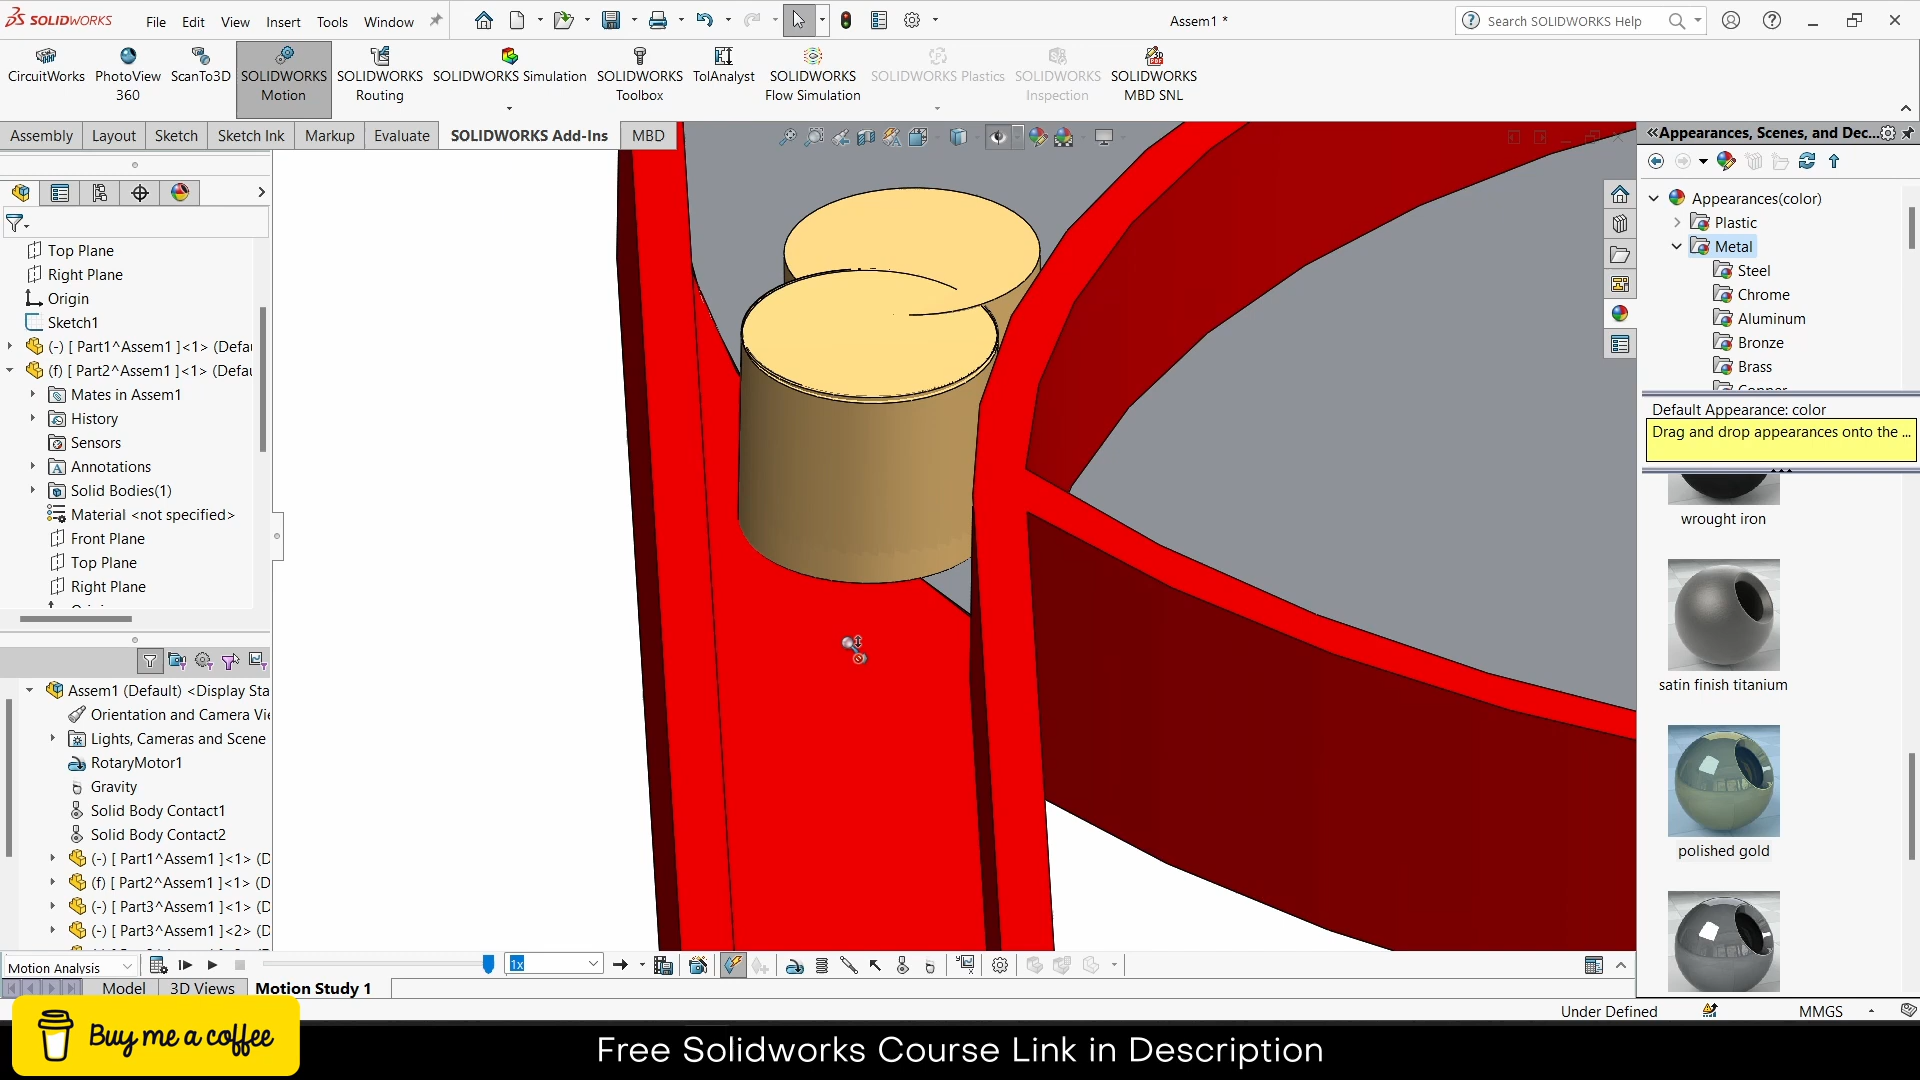 SOLIDWORKS
File Edit View Insert Tools Window
Assem1 *
Search SOLIDWORKS Help
CircuitWorks
PhotoView 360
ScanTo3D
SOLIDWORKS Motion
SOLIDWORKS Routing
SOLIDWORKS Simulation
SOLIDWORKS Toolbox
TolAnalyst
SOLIDWORKS Flow Simulation
SOLIDWORKS Plastics
SOLIDWORKS Inspection
SOLIDWORKS MBD SNL
Assembly Layout Sketch Sketch Ink Markup Evaluate SOLIDWORKS Add-Ins MBD
Top Plane
Right Plane
Origin
Sketch1
(-) [ Part1^Assem1 ]<1> (Defau
(f) [ Part2^Assem1 ]<1> (Defau
Mates in Assem1
History
Sensors
Annotations
Solid Bodies(1)
Material <not specified>
Front Plane
Top Plane
Right Plane
Assem1 (Default) <Display Sta
Orientation and Camera Vie
Lights, Cameras and Scene
RotaryMotor1
Gravity
Solid Body Contact1
Solid Body Contact2
(-) [ Part1^Assem1 ]<1> (D
(f) [ Part2^Assem1 ]<1> (D
(-) [ Part3^Assem1 ]<1> (D
(-) [ Part3^Assem1 ]<2> (D
Motion Analysis
1x
Model 3D Views Motion Study 1
Appearances, Scenes, and Dec...
Appearances(color)
Plastic
Metal
Steel
Chrome
Aluminum
Bronze
Brass
Default Appearance: color
Drag and drop appearances onto the ...
wrought iron
satin finish titanium
polished gold
Under Defined
MMGS
Buy me a coffee
Free Solidworks Course Link in Description